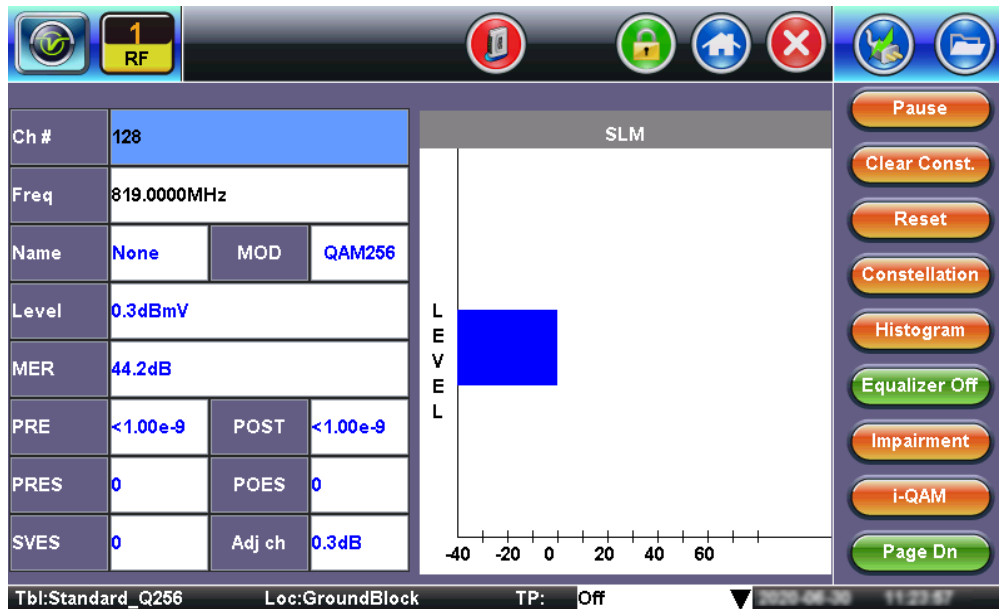 1
RF
Pause
Ch # 128
SLM
Clear Const.
Freq 819.0000MHz
Reset
Name None MOD QAM256
Constellation
Level 0.3dBmV
Histogram
MER 44.2dB
LEVEL
Equalizer Off
PRE <1.00e-9 POST <1.00e-9
Impairment
PRES 0 POES 0
i-QAM
SVES 0 Adj ch 0.3dB
-40 -20 0 20 40 60
Page Dn
Tbl:Standard_Q256 Loc:GroundBlock TP: Off